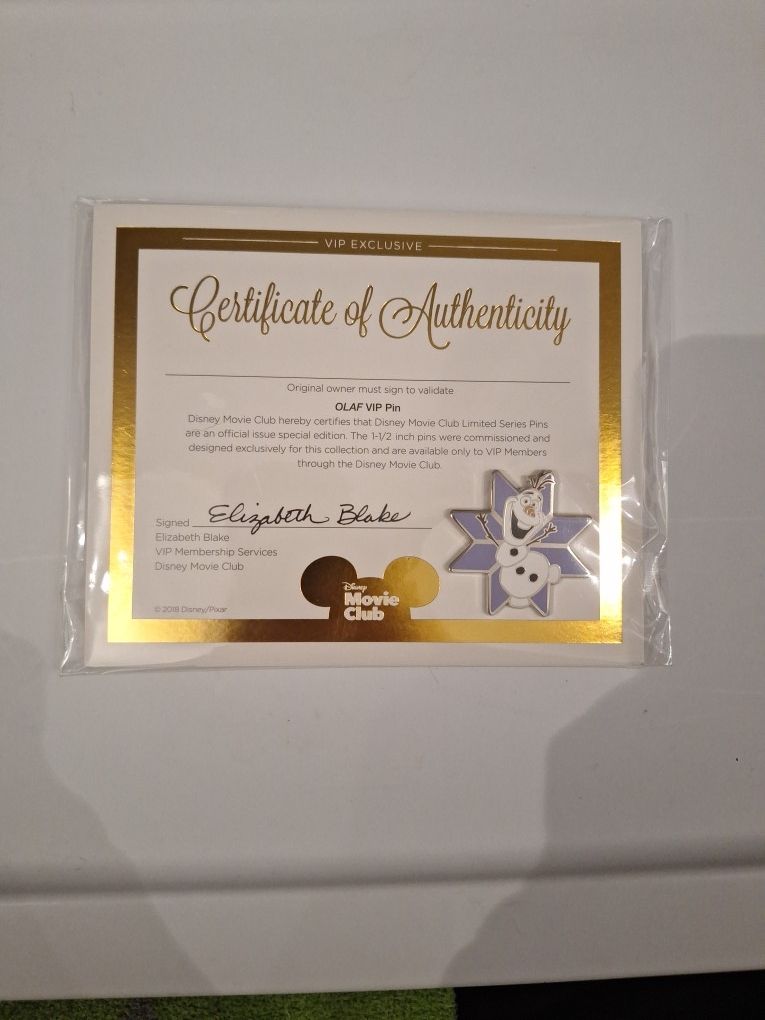 VIP EXCLUSIVE
Certificate of Authenticity
Original owner must sign to validate
OLAF VIP Pin
Disney Movie Club hereby certifies that Disney Movie Club Limited Series Pins
are an official issue special edition. The 1-1/2 inch pins were commissioned and
designed exclusively for this collection and are available only to VIP Members
through the Disney Movie Club.
Signed Elizabeth Blake
Elizabeth Blake
VIP Membership Services
Disney Movie Club
Disney
Movie
Club
© 2018 Disney/Pixar